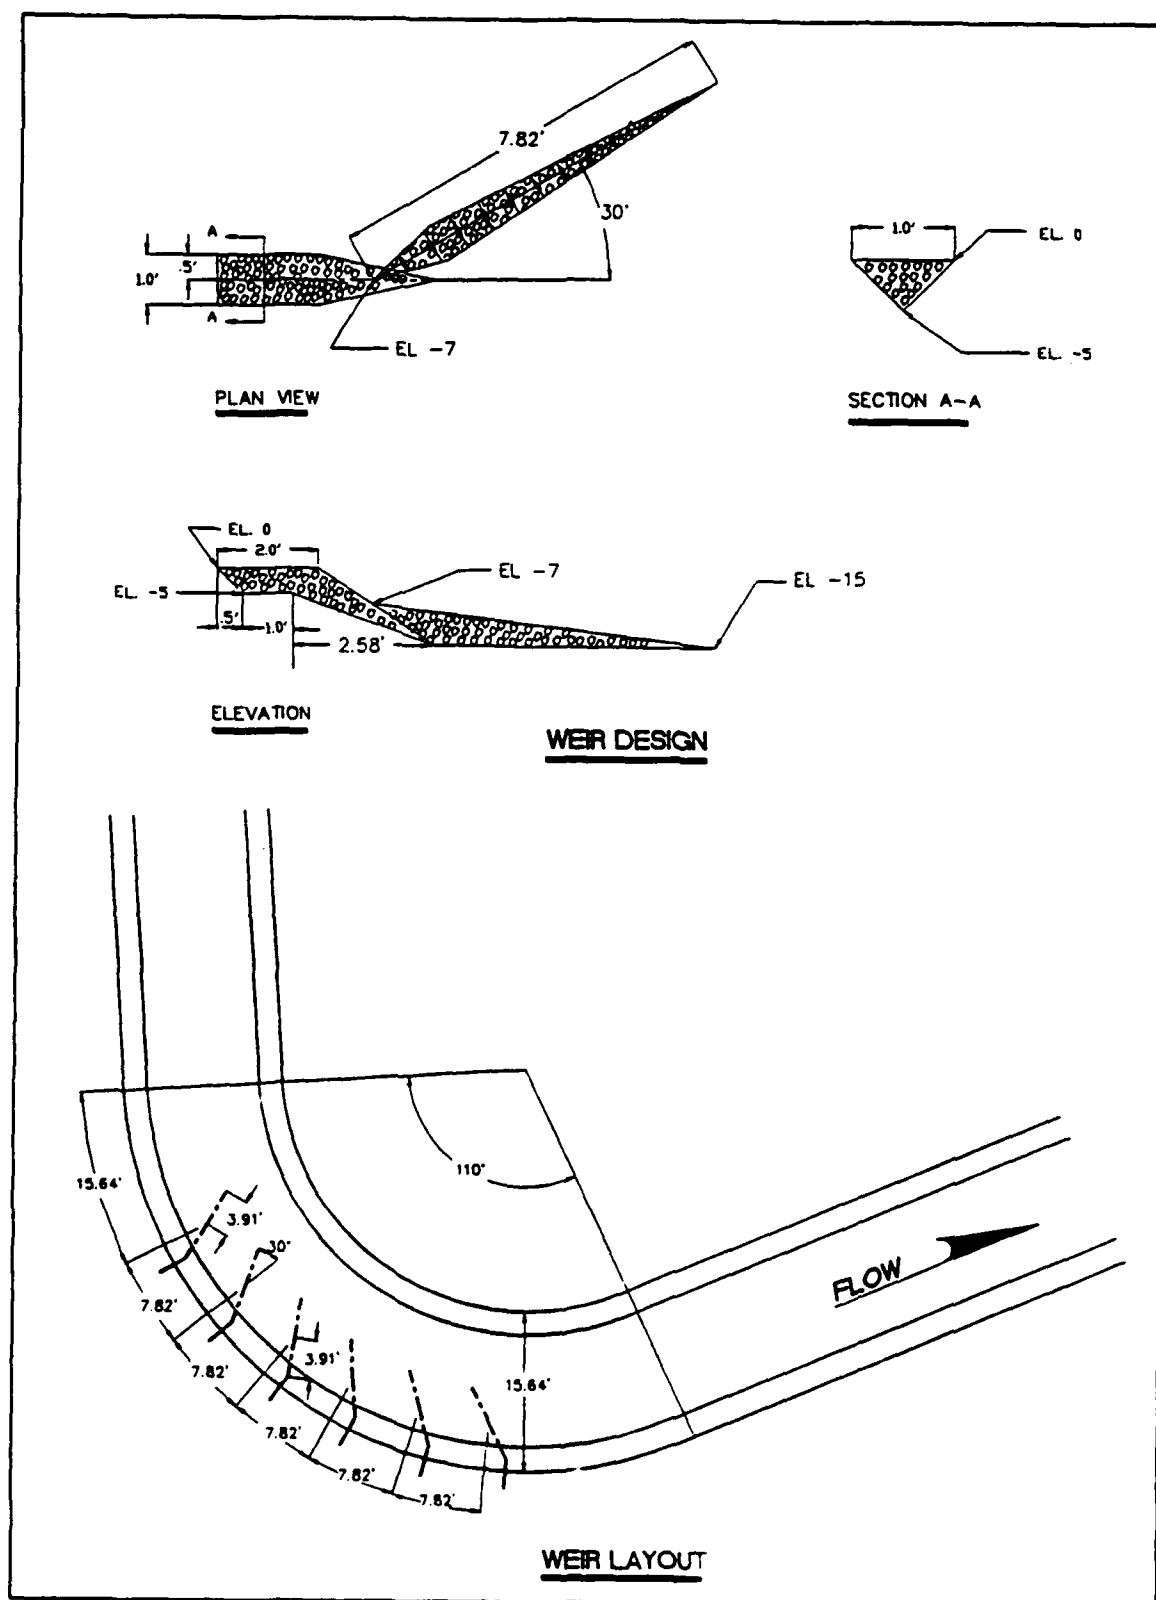 7.82'
30'
A
1.0'
.5'
A
EL -7
PLAN VIEW
1.0'
EL. 0
EL. -5
SECTION A-A
EL. 0
2.0'
EL -7
EL -15
EL. -5
.5'
1.0'
2.58'
ELEVATION
WEIR DESIGN
110'
15.64'
3.91'
30'
7.82'
7.82'
3.91'
7.82'
7.82'
7.82'
15.64'
FLOW
WEIR LAYOUT